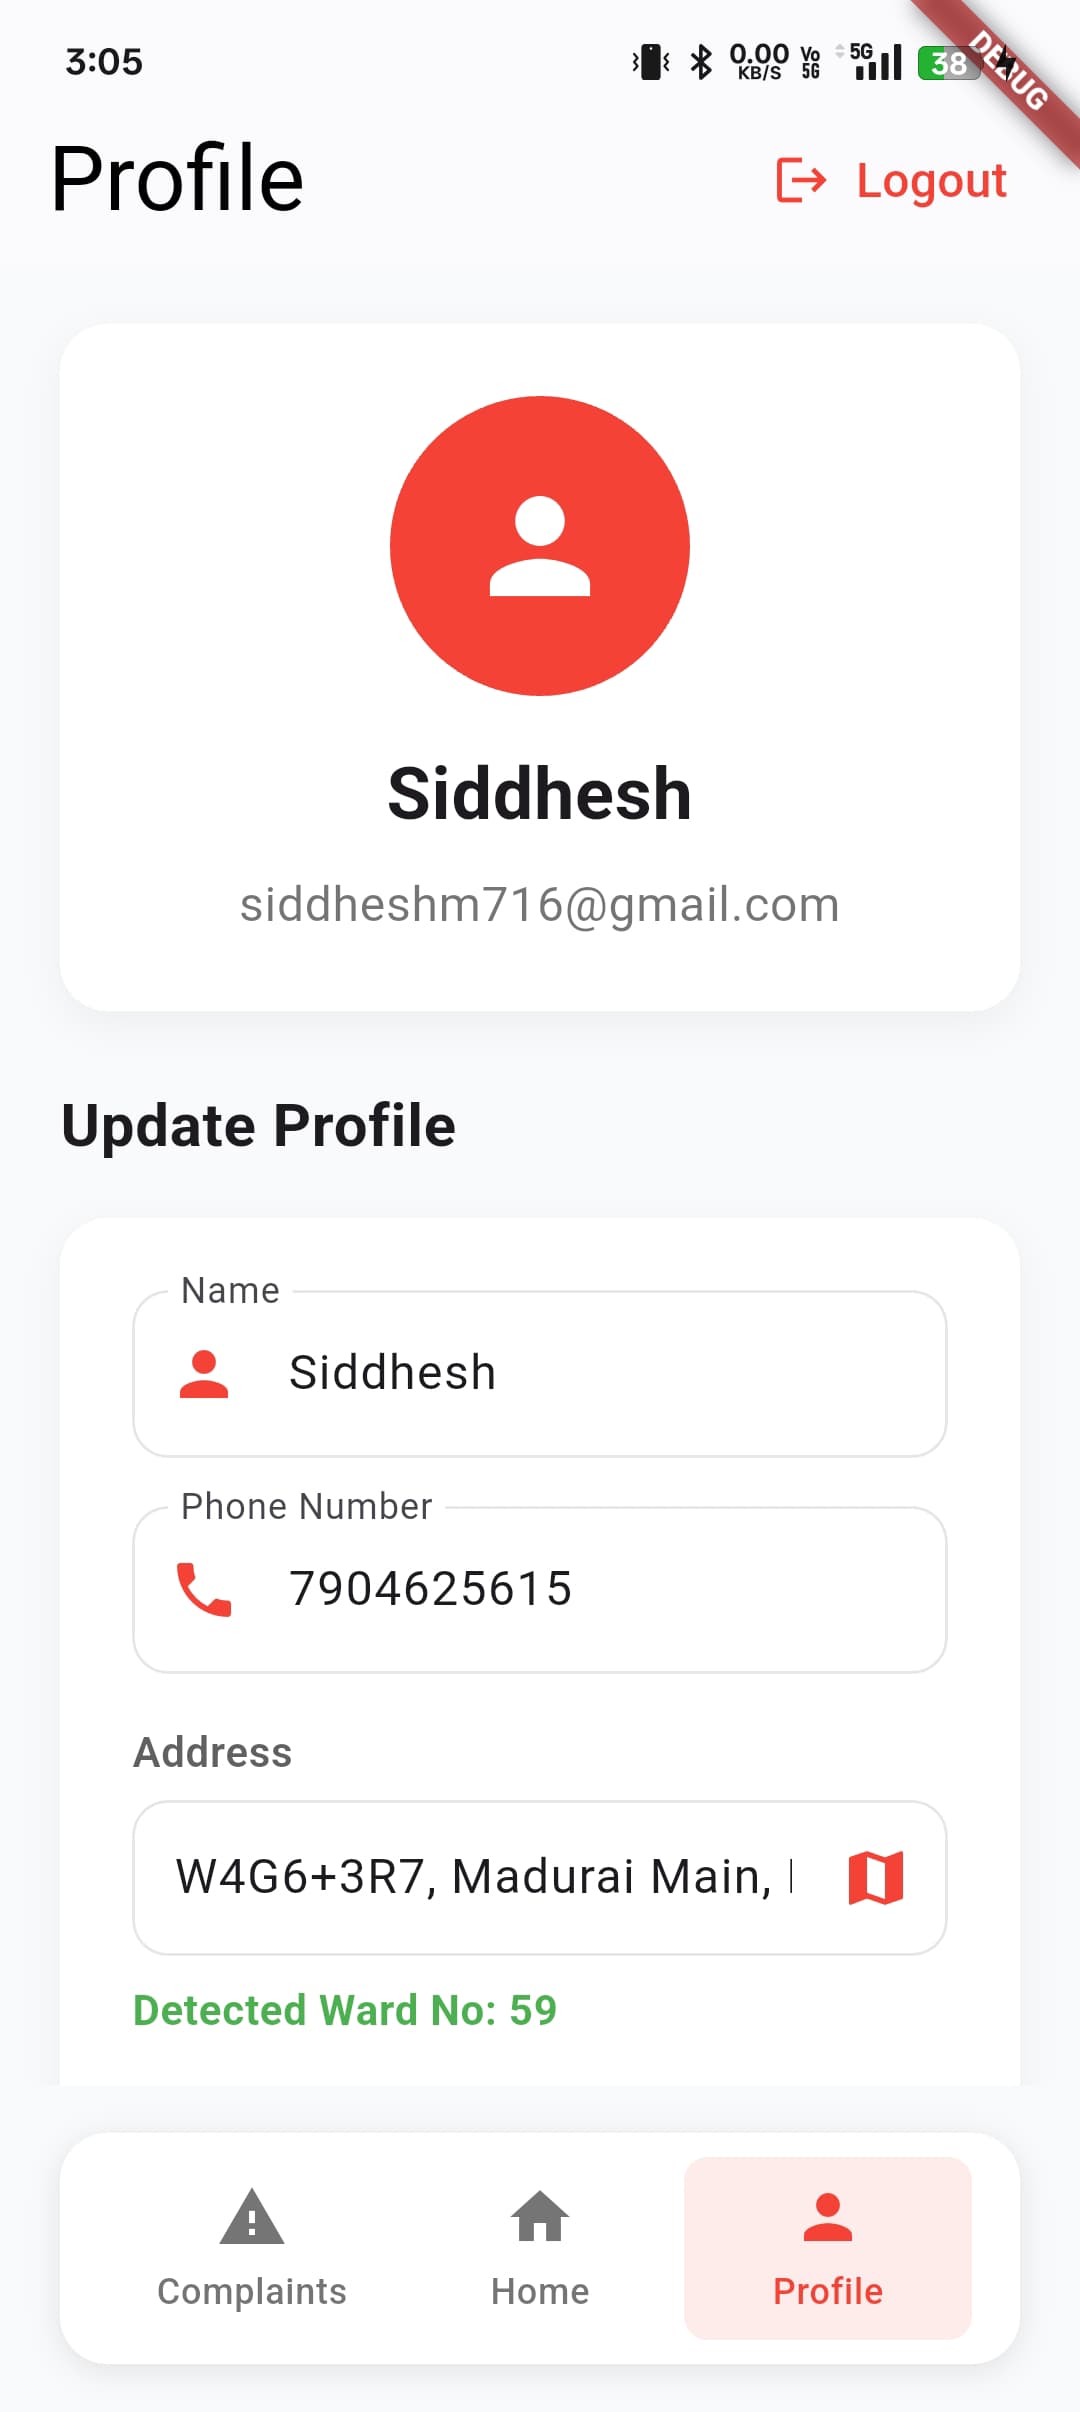 3:05
0.00 KB/S
Vo 5G
5G
38
DEBUG
Profile
Logout
Siddhesh
siddheshm716@gmail.com
Update Profile
Name
Siddhesh
Phone Number
7904625615
Address
W4G6+3R7, Madurai Main,
Detected Ward No: 59
Complaints
Home
Profile